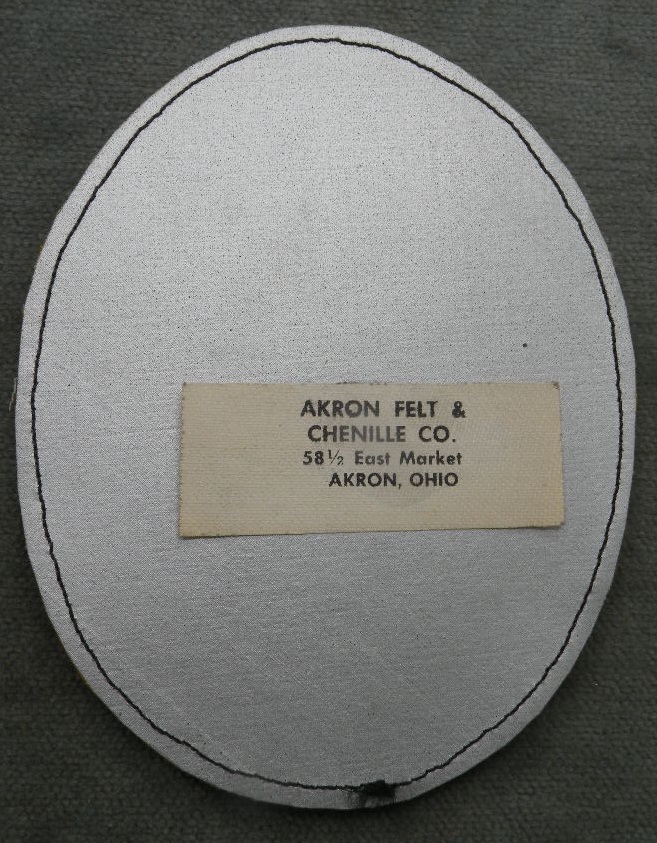 AKRON FELT &
CHENILLE CO.
58½ East Market
AKRON, OHIO